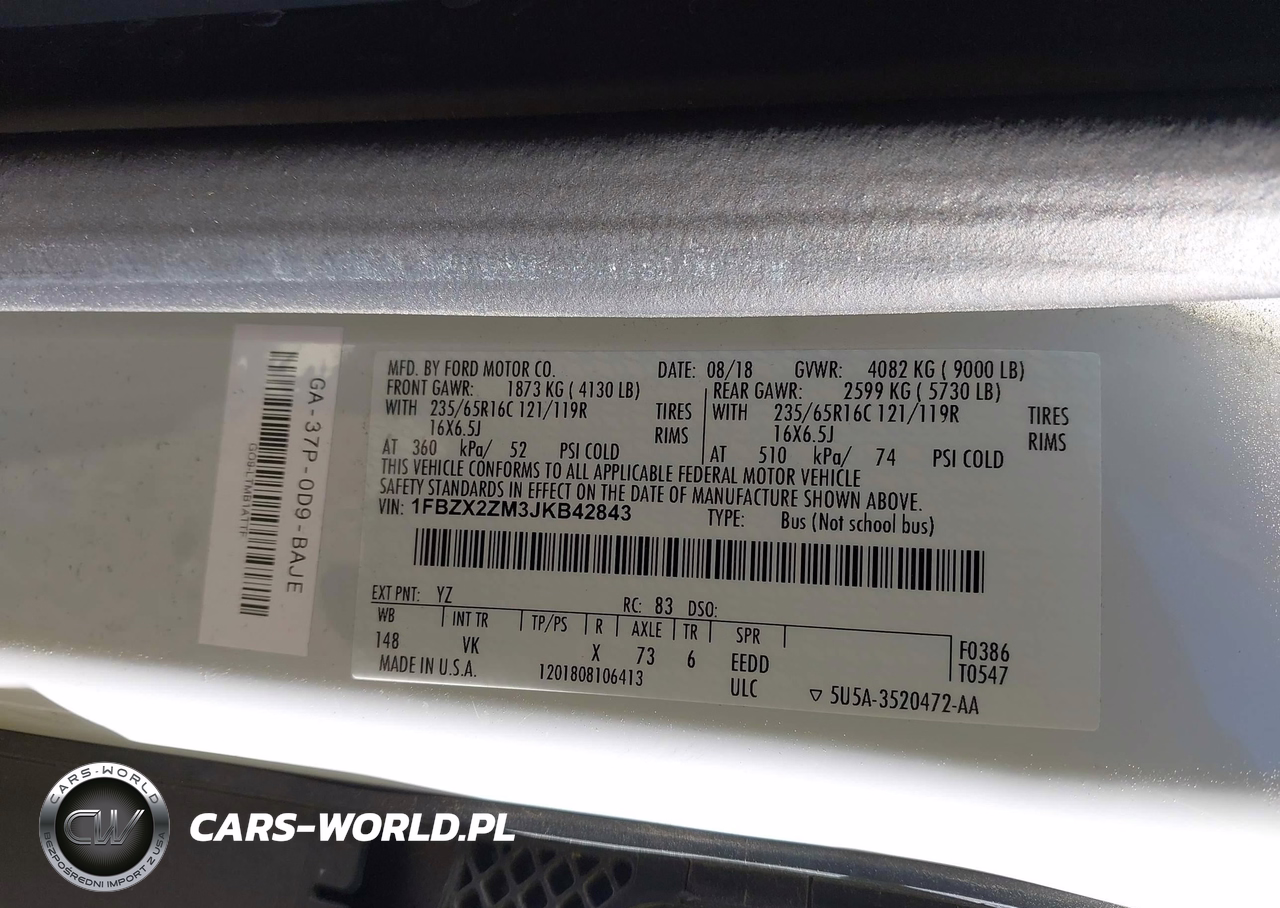 MFD. BY FORD MOTOR CO. DATE: 08/18 GVWR: 4082 KG ( 9000 LB)
FRONT GAWR: 1873 KG ( 4130 LB) REAR GAWR: 2599 KG ( 5730 LB)
WITH 235/65R16C 121/119R TIRES WITH 235/65R16C 121/119R TIRES
16X6.5J RIMS 16X6.5J RIMS
AT 360 kPa/ 52 PSI COLD AT 510 kPa/ 74 PSI COLD
THIS VEHICLE CONFORMS TO ALL APPLICABLE FEDERAL MOTOR VEHICLE
SAFETY STANDARDS IN EFFECT ON THE DATE OF MANUFACTURE SHOWN ABOVE.
VIN: 1FBZX2ZM3JKB42843 TYPE: Bus (Not school bus)
EXT PNT: YZ RC: 83 DSO:
WB INT TR TP/PS R AXLE TR SPR
148 VK X 73 6 EEDD F0386
ULC T0547
MADE IN U.S.A. 1201808106413 ▽ 5U5A-3520472-AA
GA-37P-0D9-BAJE
CARS-WORLD
CW
BEZPOŚREDNI IMPORT Z USA
CARS-WORLD.PL